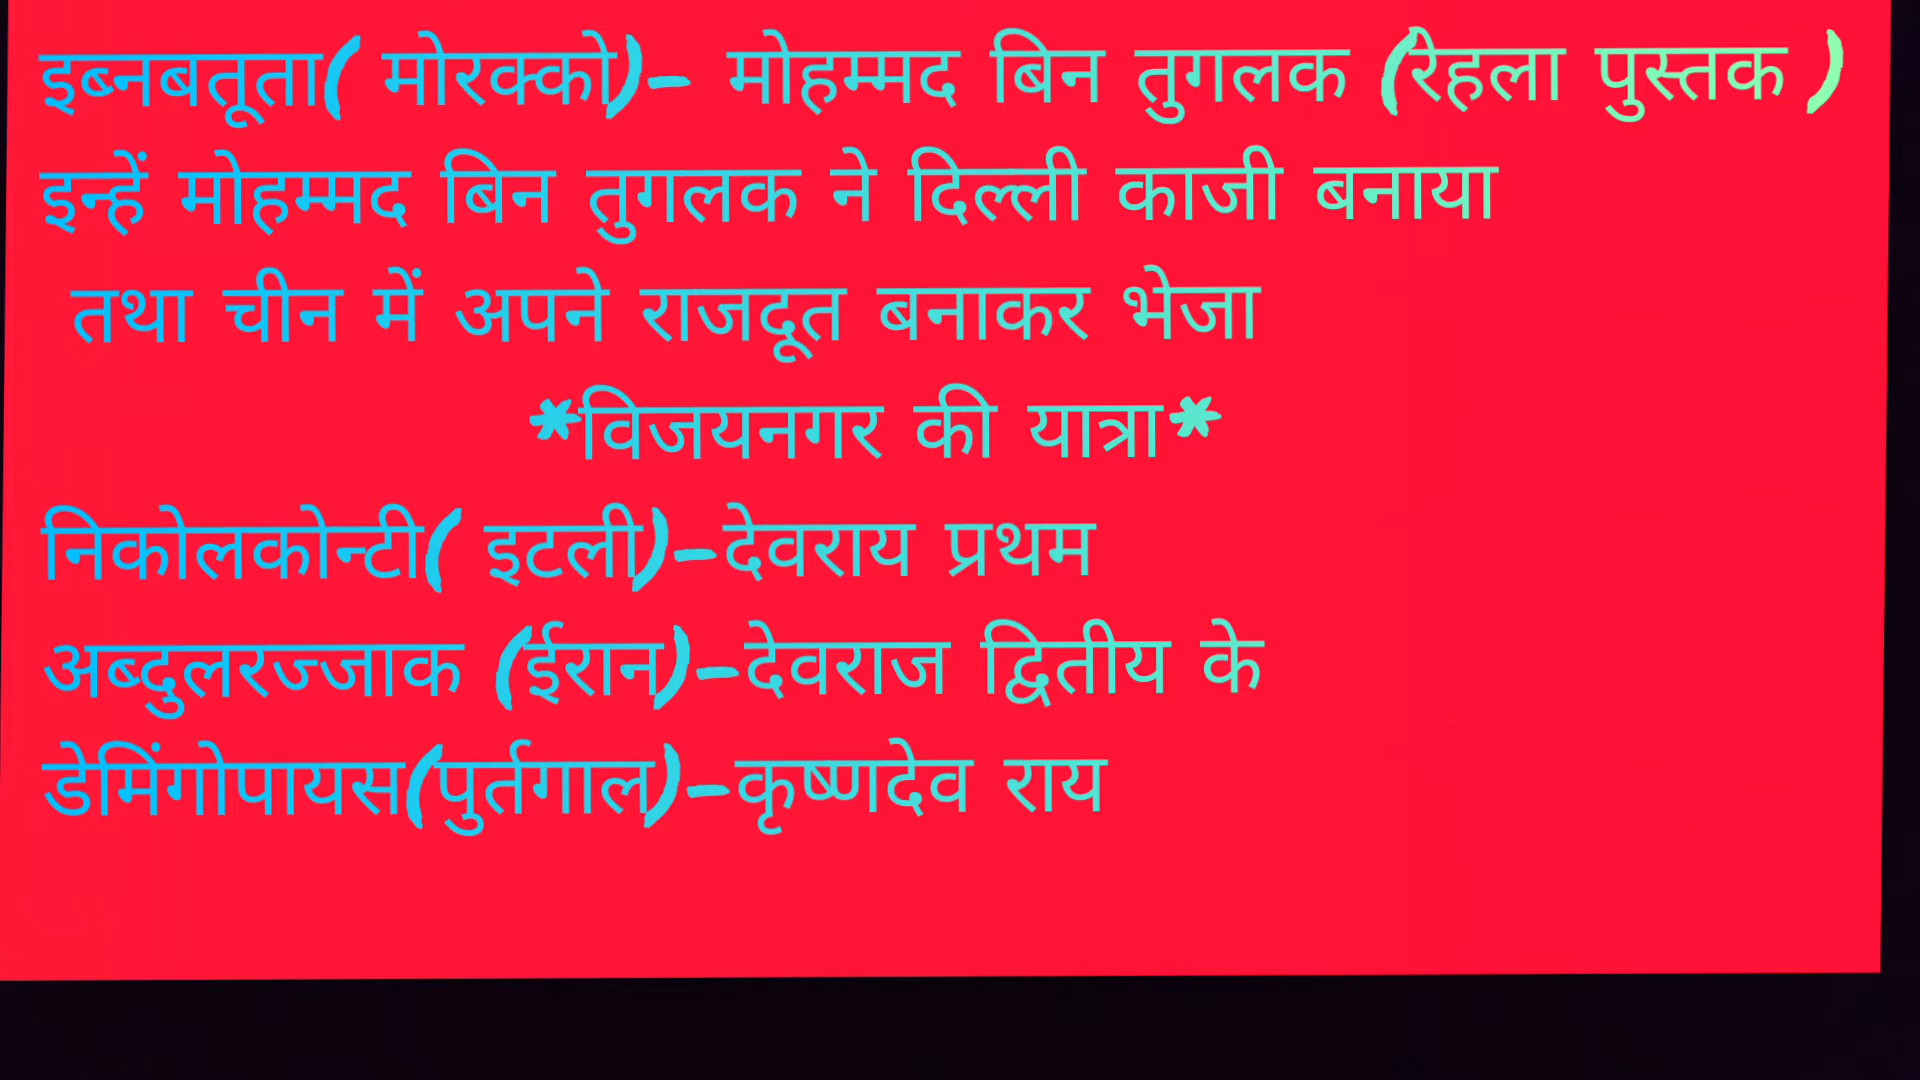 इब्नबतूता( मोरक्को)- मोहम्मद बिन तुगलक (रेहला पुस्तक )
इन्हें मोहम्मद बिन तुगलक ने दिल्ली काजी बनाया
तथा चीन में अपने राजदूत बनाकर भेजा
*विजयनगर की यात्रा*
निकोलकोन्टी( इटली)-देवराय प्रथम
अब्दुलरज्जाक (ईरान)-देवराज द्वितीय के
डेमिंगोपायस(पुर्तगाल)-कृष्णदेव राय